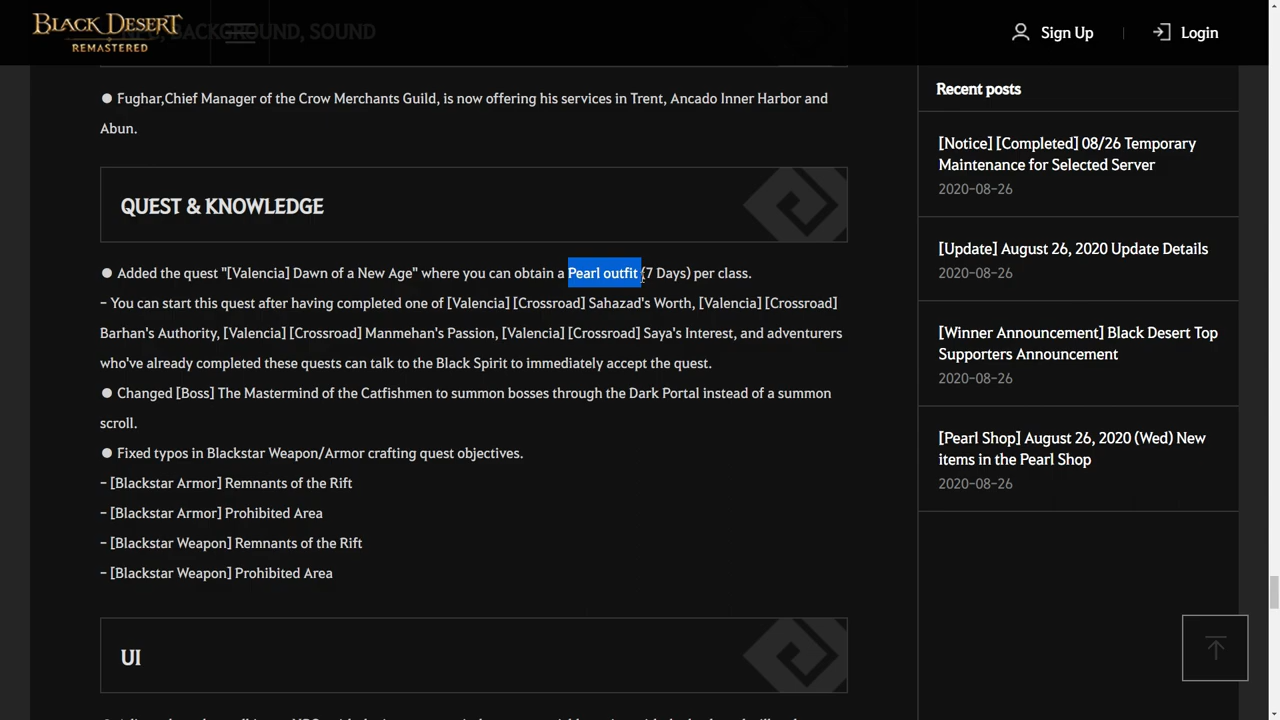 BLACK DESERT
REMASTERED
BACKGROUND, SOUND
Sign Up
Login
● Fughar,Chief Manager of the Crow Merchants Guild, is now offering his services in Trent, Ancado Inner Harbor and
Abun.
QUEST & KNOWLEDGE
● Added the quest "[Valencia] Dawn of a New Age" where you can obtain a Pearl outfit (7 Days) per class.
- You can start this quest after having completed one of [Valencia] [Crossroad] Sahazad's Worth, [Valencia] [Crossroad]
Barhan's Authority, [Valencia] [Crossroad] Manmehan's Passion, [Valencia] [Crossroad] Saya's Interest, and adventurers
who've already completed these quests can talk to the Black Spirit to immediately accept the quest.
● Changed [Boss] The Mastermind of the Catfishmen to summon bosses through the Dark Portal instead of a summon
scroll.
● Fixed typos in Blackstar Weapon/Armor crafting quest objectives.
- [Blackstar Armor] Remnants of the Rift
- [Blackstar Armor] Prohibited Area
- [Blackstar Weapon] Remnants of the Rift
- [Blackstar Weapon] Prohibited Area
UI
Recent posts
[Notice] [Completed] 08/26 Temporary
Maintenance for Selected Server
2020-08-26
[Update] August 26, 2020 Update Details
2020-08-26
[Winner Announcement] Black Desert Top
Supporters Announcement
2020-08-26
[Pearl Shop] August 26, 2020 (Wed) New
items in the Pearl Shop
2020-08-26